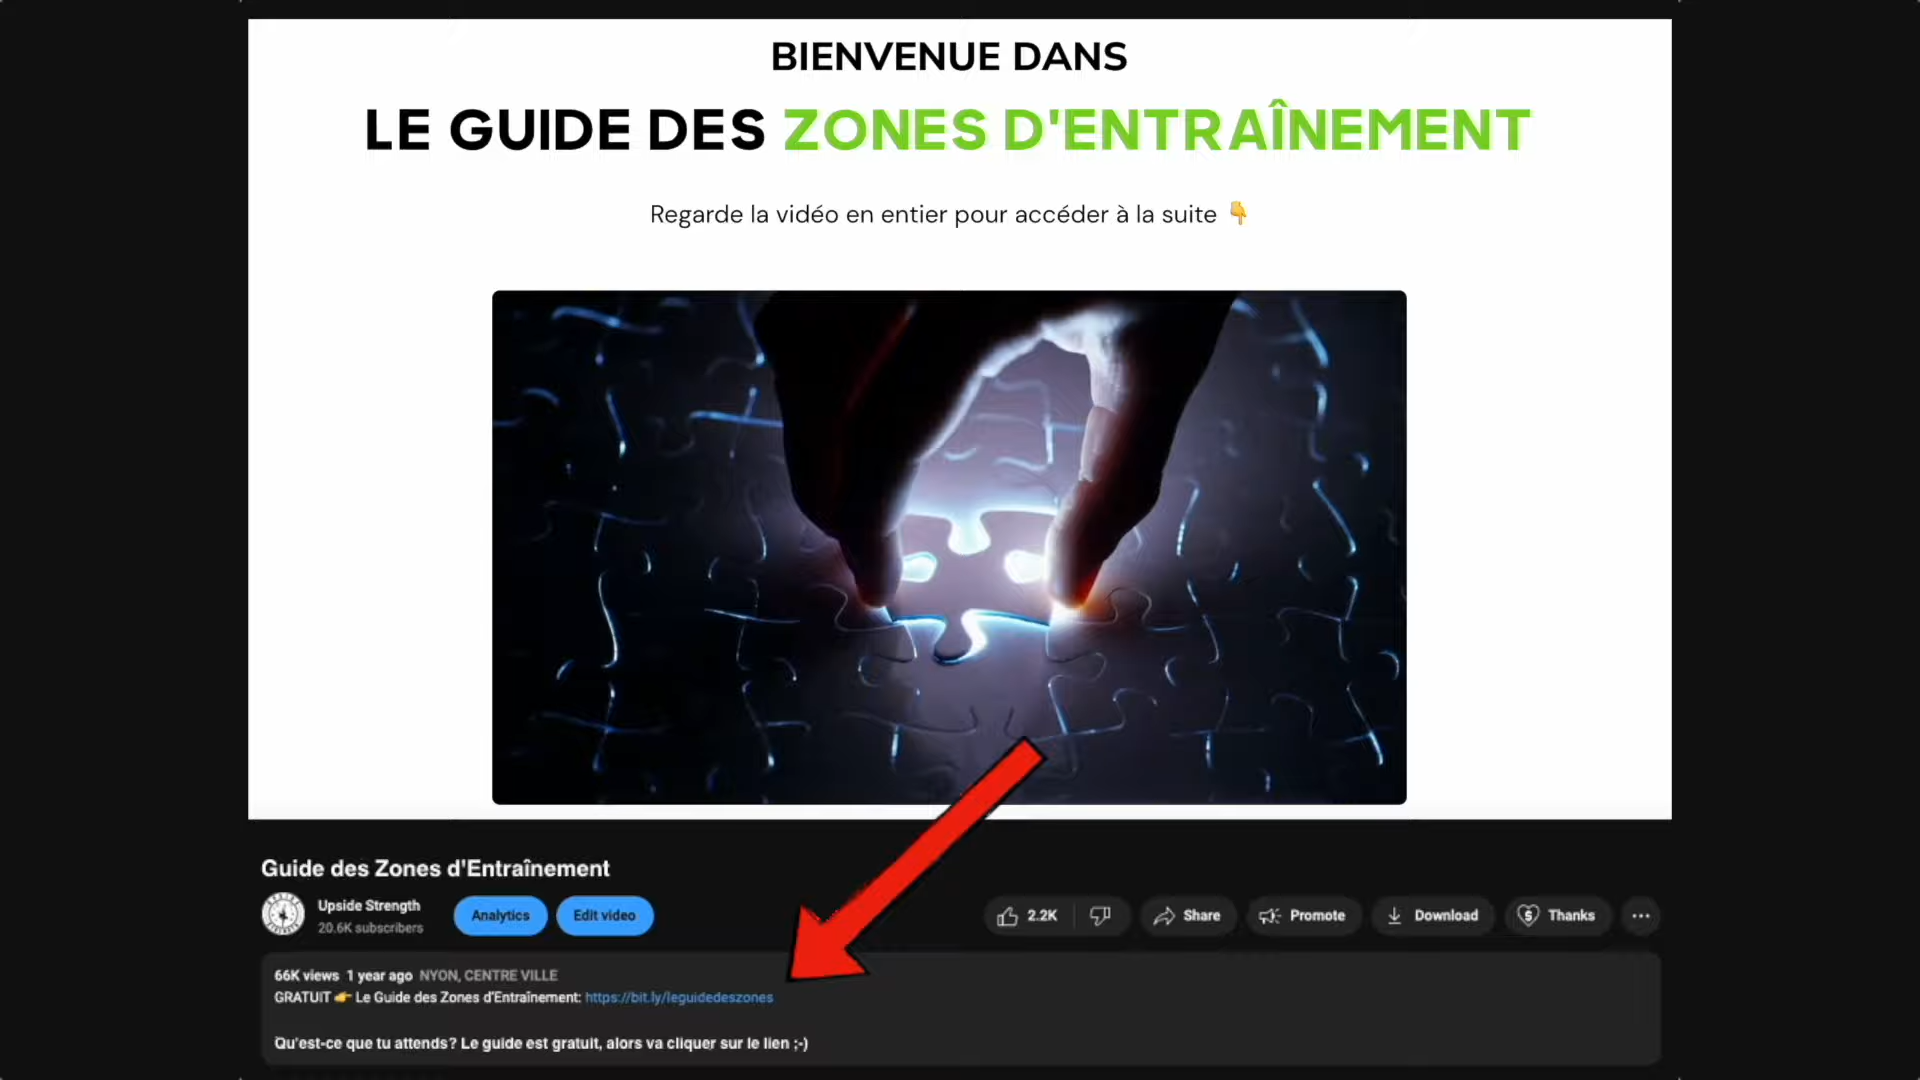 BIENVENUE DANS
LE GUIDE DES ZONES D'ENTRAÎNEMENT
Regarde la vidéo en entier pour accéder à la suite 👇
Guide des Zones d'Entraînement
Upside Strength
20.6K subscribers
Analytics
Edit video
2.2K
Share
Promote
Download
Thanks
66K views 1 year ago NYON, CENTRE VILLE
GRATUIT 👉 Le Guide des Zones d'Entraînement: https://bit.ly/leguidedeszones
Qu'est-ce que tu attends? Le guide est gratuit, alors va cliquer sur le lien ;-)